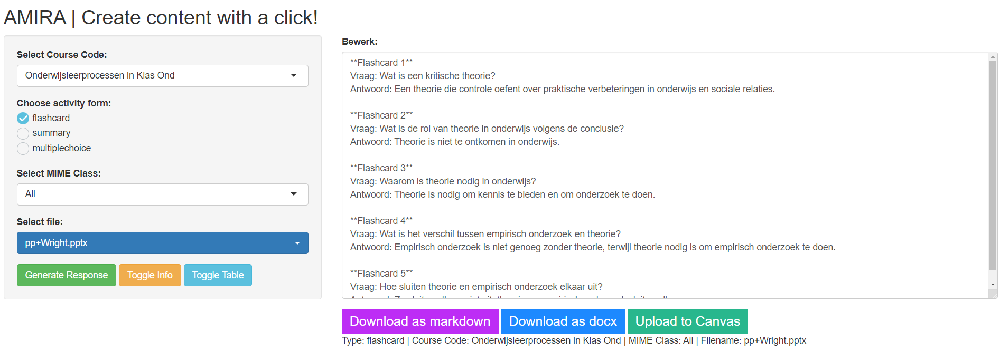 AMIRA | Create content with a click!
Select Course Code:
Onderwijsleerprocessen in Klas Ond
Choose activity form:
flashcard
summary
multiplechoice
Select MIME Class:
All
Select file:
pp+Wright.pptx
Generate Response
Toggle Info
Toggle Table
Bewerk:
**Flashcard 1**
Vraag: Wat is een kritische theorie?
Antwoord: Een theorie die controle oefent over praktische verbeteringen in onderwijs en sociale relaties.
**Flashcard 2**
Vraag: Wat is de rol van theorie in onderwijs volgens de conclusie?
Antwoord: Theorie is niet te ontkomen in onderwijs.
**Flashcard 3**
Vraag: Waarom is theorie nodig in onderwijs?
Antwoord: Theorie is nodig om kennis te bieden en om onderzoek te doen.
**Flashcard 4**
Vraag: Wat is het verschil tussen empirisch onderzoek en theorie?
Antwoord: Empirisch onderzoek is niet genoeg zonder theorie, terwijl theorie nodig is om empirisch onderzoek te doen.
**Flashcard 5**
Vraag: Hoe sluiten theorie en empirisch onderzoek elkaar uit?
Download as markdown
Download as docx
Upload to Canvas
Type: flashcard | Course Code: Onderwijsleerprocessen in Klas Ond | MIME Class: All | Filename: pp+Wright.pptx